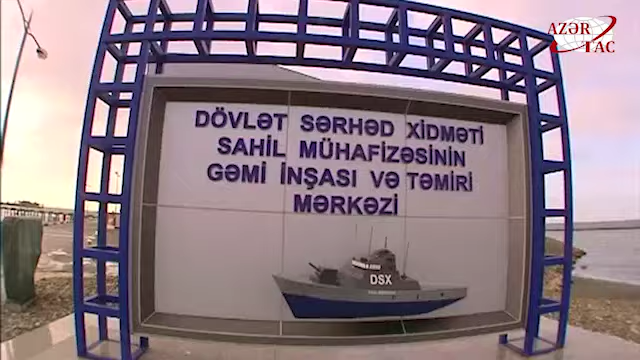 AZƏR
TAC
DÖVLƏT SƏRHƏD XİDMƏTİ
SAHİL MÜHAFİZƏSİNİN
GƏMİ İNŞASI VƏ TƏMİRİ
MƏRKƏZİ
DSX